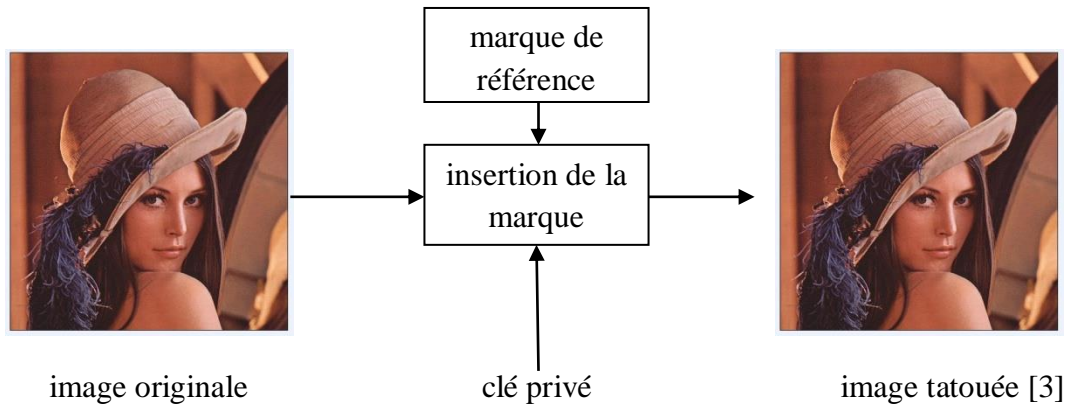 marque de
référence
insertion de la
marque
image originale
clé privé
image tatouée [3]